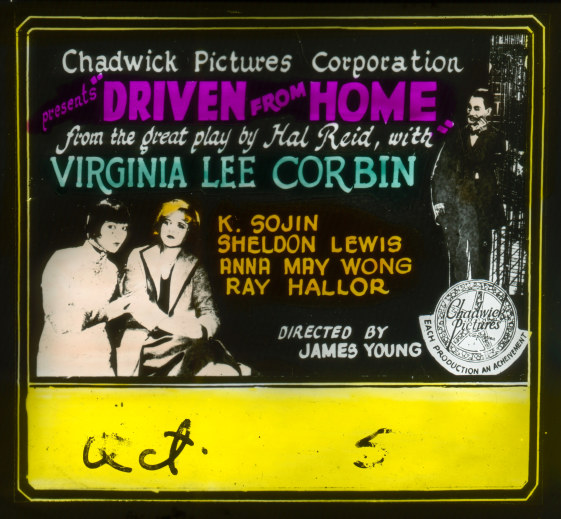 Chadwick Pictures Corporation
presents "DRIVEN FROM HOME"
from the great play by Hal Reid, with
VIRGINIA LEE CORBIN
K. SOJIN
SHELDON LEWIS
ANNA MAY WONG
RAY HALLOR
DIRECTED BY
JAMES YOUNG
Chadwick
Pictures
EACH PRODUCTION AN ACHEIVEMENT
Oct. 5